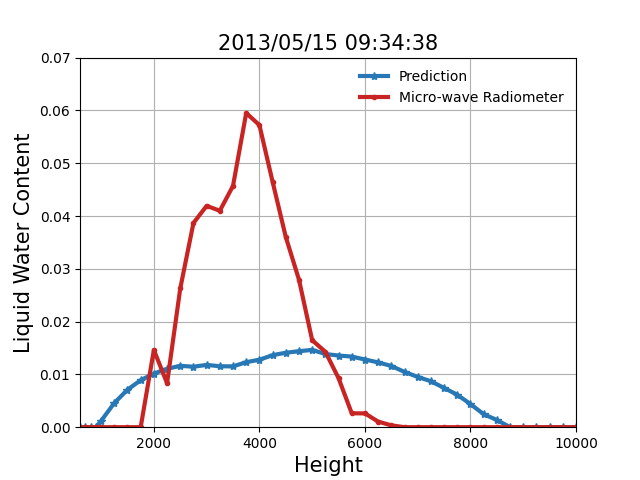 2013/05/15 09:34:38
Prediction
Micro-wave Radiometer
Liquid Water Content
0.07
0.06
0.05
0.04
0.03
0.02
0.01
0.00
2000 4000 6000 8000 10000
Height